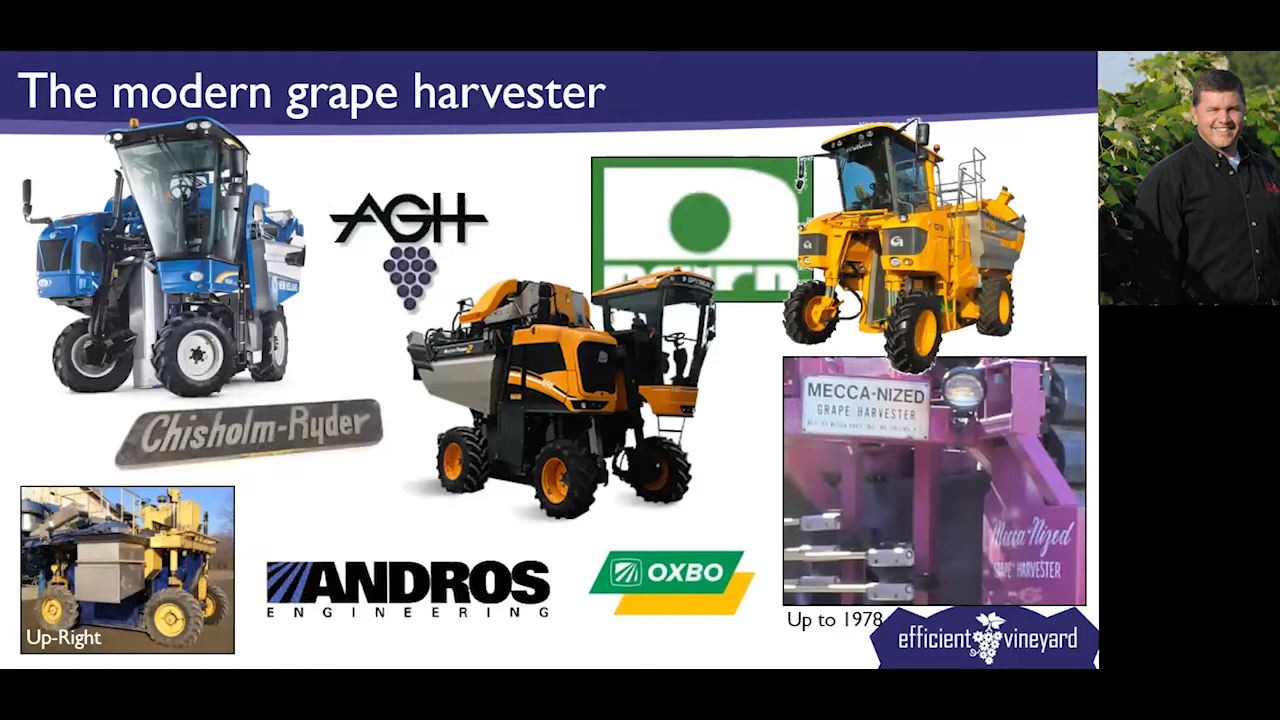 The modern grape harvester
AGH
Chisholm-Ryder
MECCA-NIZED
GRAPE HARVESTER
Mecca-Nized
GRAPE HARVESTER
ANDROS
ENGINEERING
OXBO
Up-Right
Up to 1978
efficient vineyard